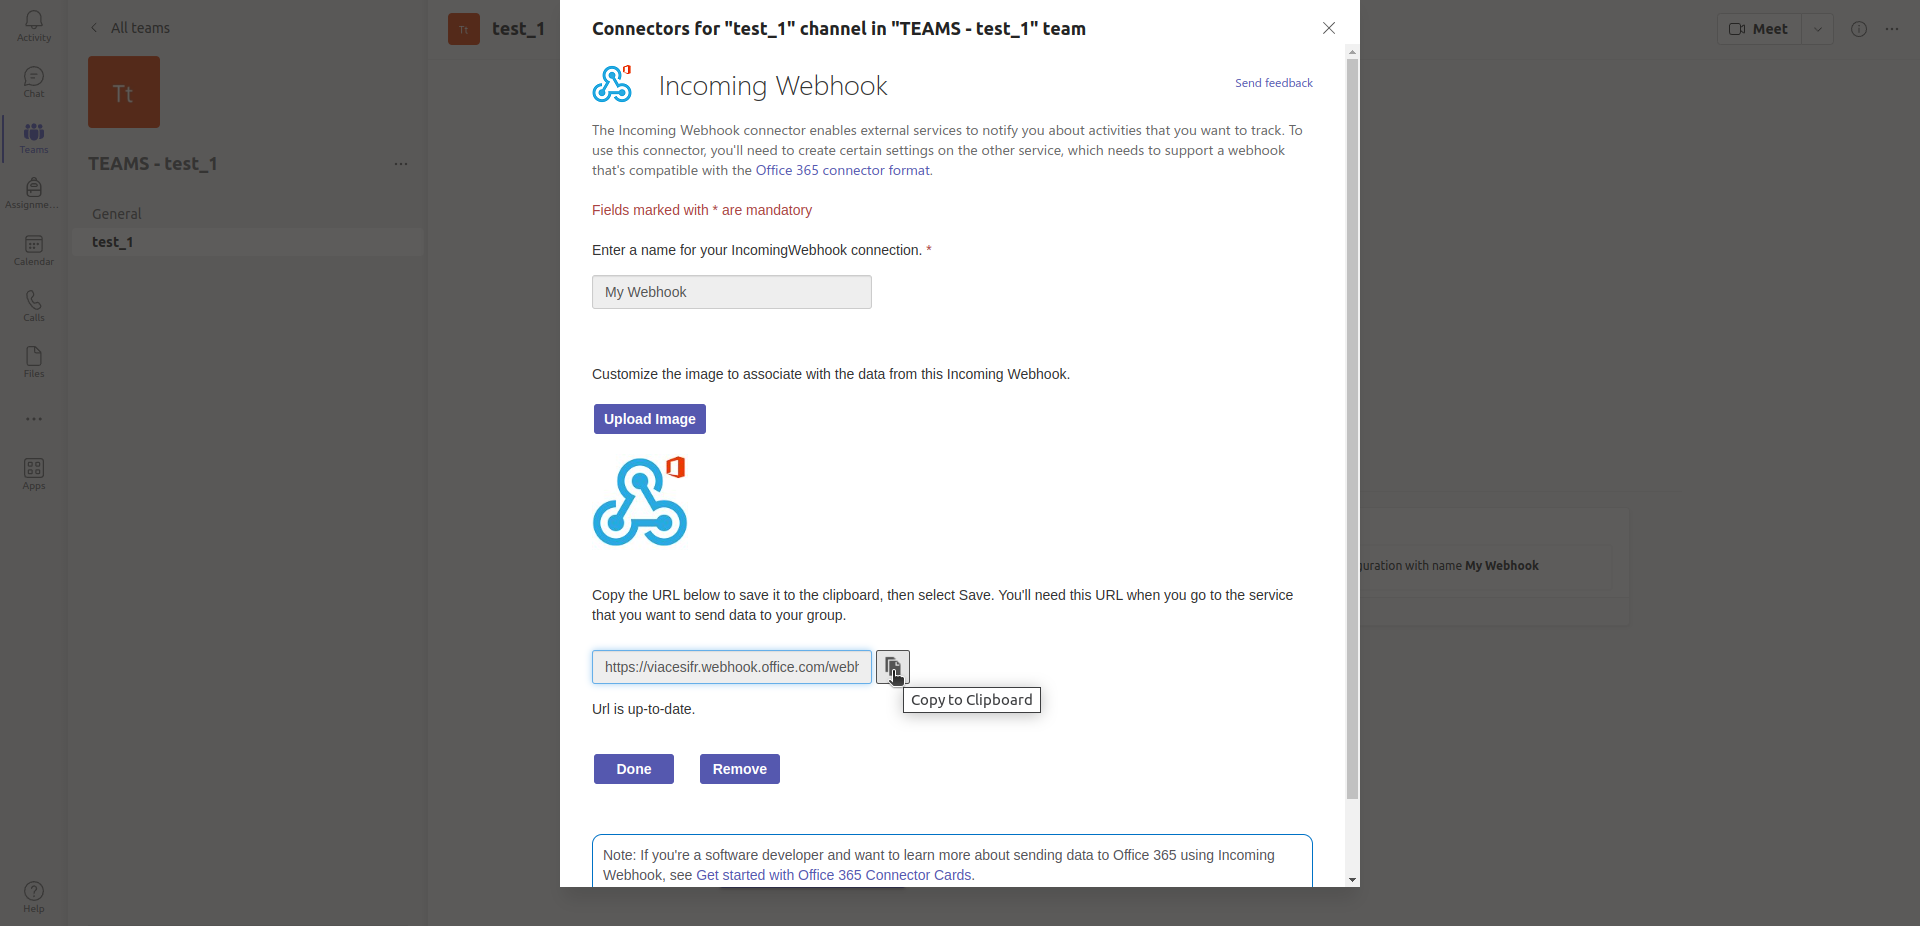 Activity
Chat
Teams
Assignme...
Calendar
Calls
Files
Apps
Help
All teams
Tt
TEAMS - test_1
General
test_1
Tt
test_1
Meet
Connectors for "test_1" channel in "TEAMS - test_1" team
Incoming Webhook
Send feedback
The Incoming Webhook connector enables external services to notify you about activities that you want to track. To
use this connector, you'll need to create certain settings on the other service, which needs to support a webhook
that's compatible with the Office 365 connector format.
Fields marked with * are mandatory
Enter a name for your IncomingWebhook connection. *
My Webhook
Customize the image to associate with the data from this Incoming Webhook.
Upload Image
Copy the URL below to save it to the clipboard, then select Save. You'll need this URL when you go to the service
that you want to send data to your group.
https://viacesifr.webhook.office.com/webh
Copy to Clipboard
Url is up-to-date.
Done
Remove
Note: If you're a software developer and want to learn more about sending data to Office 365 using Incoming
Webhook, see Get started with Office 365 Connector Cards.
guration with name My Webhook